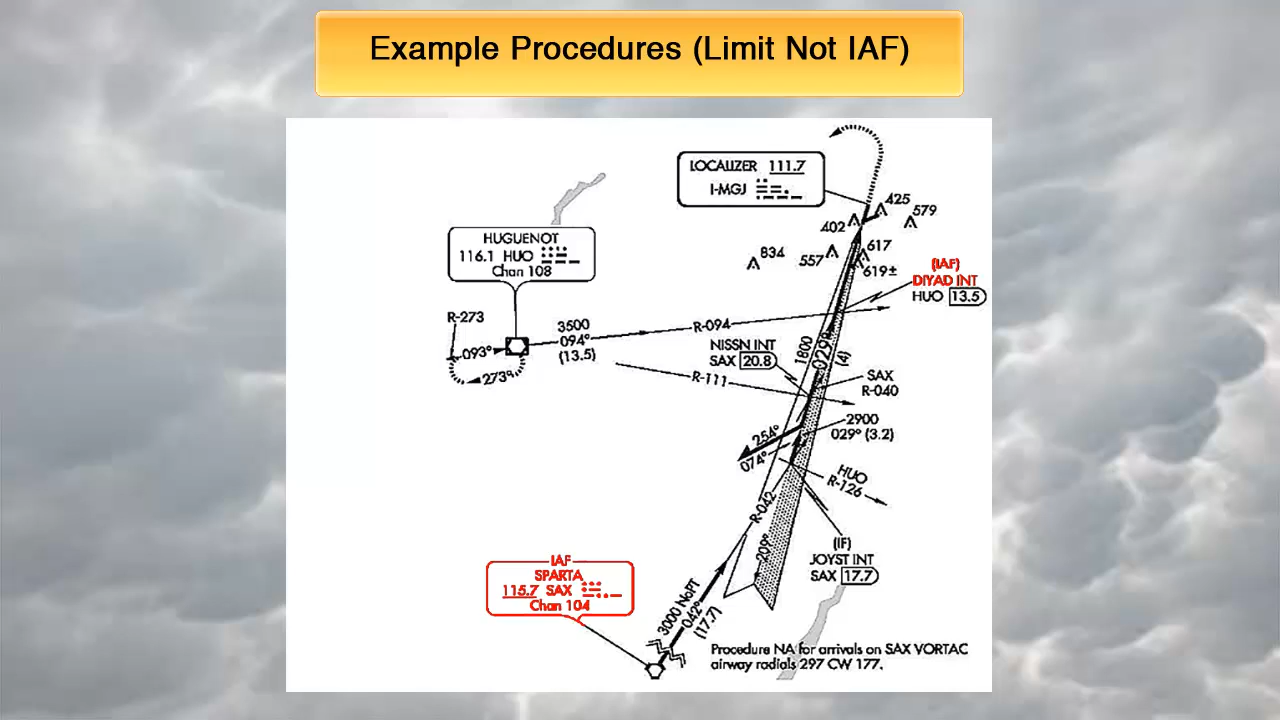 Example Procedures (Limit Not IAF)
LOCALIZER 111.7
I-MGJ
425
579
402
617
834
557
619±
HUGUENOT
116.1 HUO
Chan 108
(IAF)
DIYAD INT
HUO 13.5
R-273
093°
273°
3500
094°
(13.5)
R-094
NISSN INT
SAX 20.8
1800
029°
(4)
R-111
SAX
R-040
2900
029° (3.2)
254°
074°
HUO
R-126
R-042
209°
(IF)
JOYST INT
SAX 17.7
IAF
SPARTA
115.7 SAX
Chan 104
3000 NoPT
042°
(17.7)
Procedure NA for arrivals on SAX VORTAC
airway radials 297 CW 177.